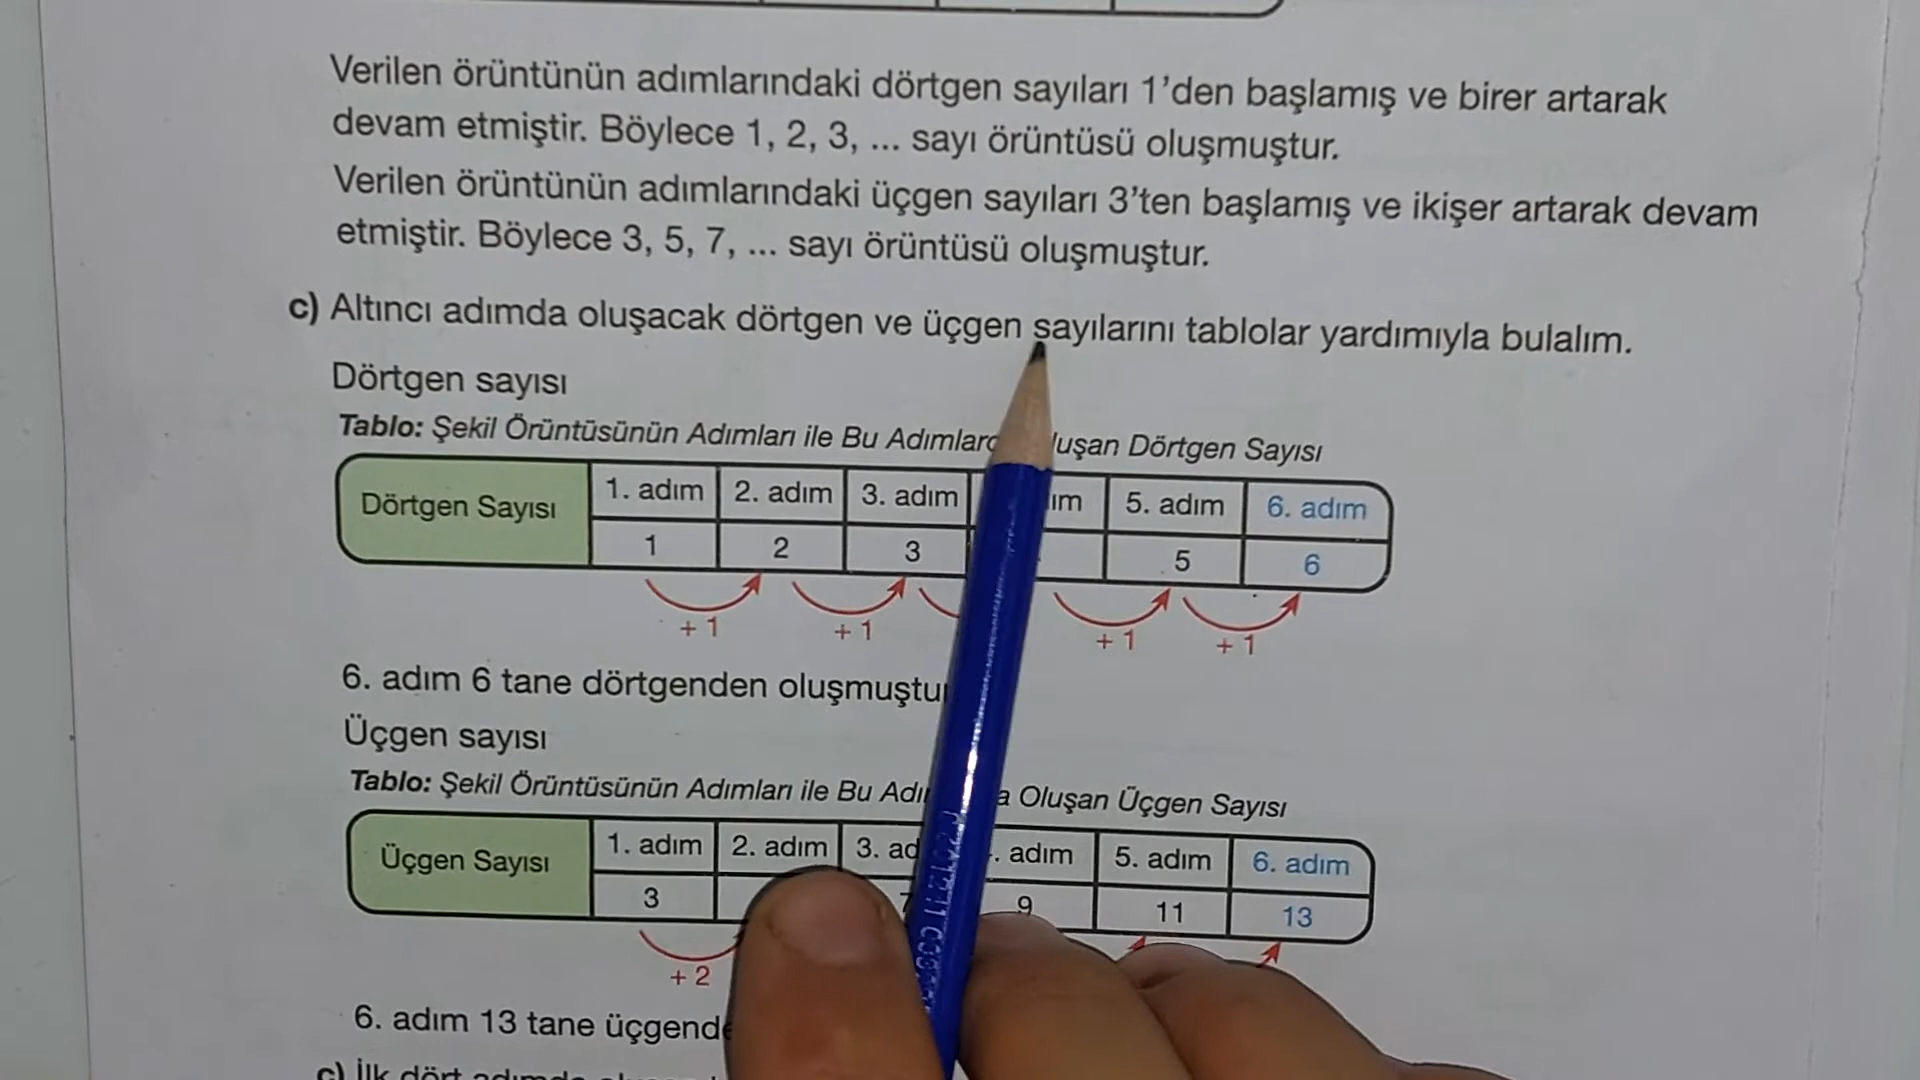 Verilen örüntünün adımlarındaki dörtgen sayıları 1'den başlamış ve birer artarak
devam etmiştir. Böylece 1, 2, 3, ... sayı örüntüsü oluşmuştur.
Verilen örüntünün adımlarındaki üçgen sayıları 3'ten başlamış ve ikişer artarak devam
etmiştir. Böylece 3, 5, 7, ... sayı örüntüsü oluşmuştur.
c) Altıncı adımda oluşacak dörtgen ve üçgen sayılarını tablolar yardımıyla bulalım.
Dörtgen sayısı
Tablo: Şekil Örüntüsünün Adımları ile Bu Dörtgen Sayısı
Dörtgen Sayısı 1. adım 2. adım 3. adım 5. adım 6. adım
1 2 3 5 6
+ 1 + 1 + 1 + 1
6. adım 6 tane dörtgenden
Üçgen sayısı
Tablo: Şekil Örüntüsünün Adımları ile Bu Oluşan Üçgen Sayısı
Üçgen Sayısı 1. adım 2. adım 3. adım 5. adım 6. adım
3 9 11 13
+ 2
6. adım 13 tane
İlk dört